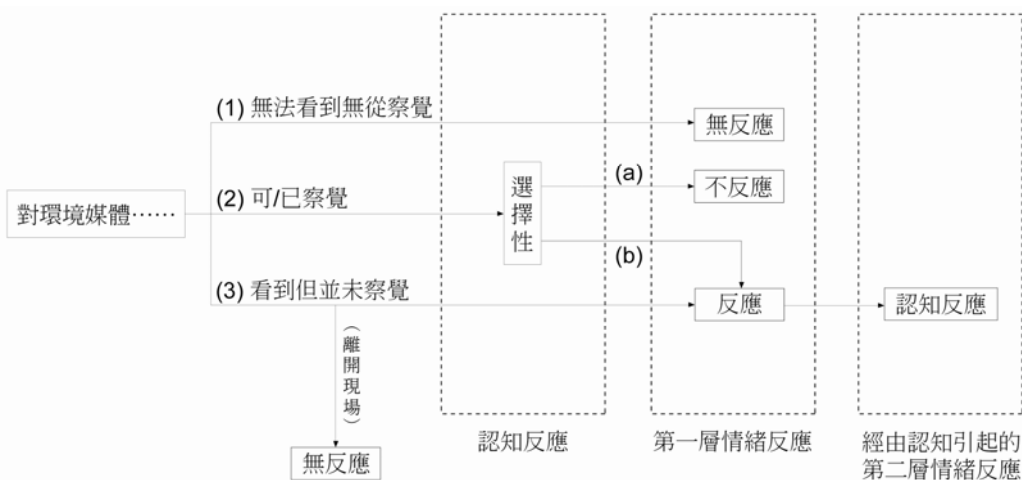 (1) 無法看到無從察覺
無反應
對環境媒體……
(2) 可/已察覺
選擇性
(a)
不反應
(b)
(3) 看到但並未察覺
反應
認知反應
（離開現場）
無反應
認知反應
第一層情緒反應
經由認知引起的
第二層情緒反應